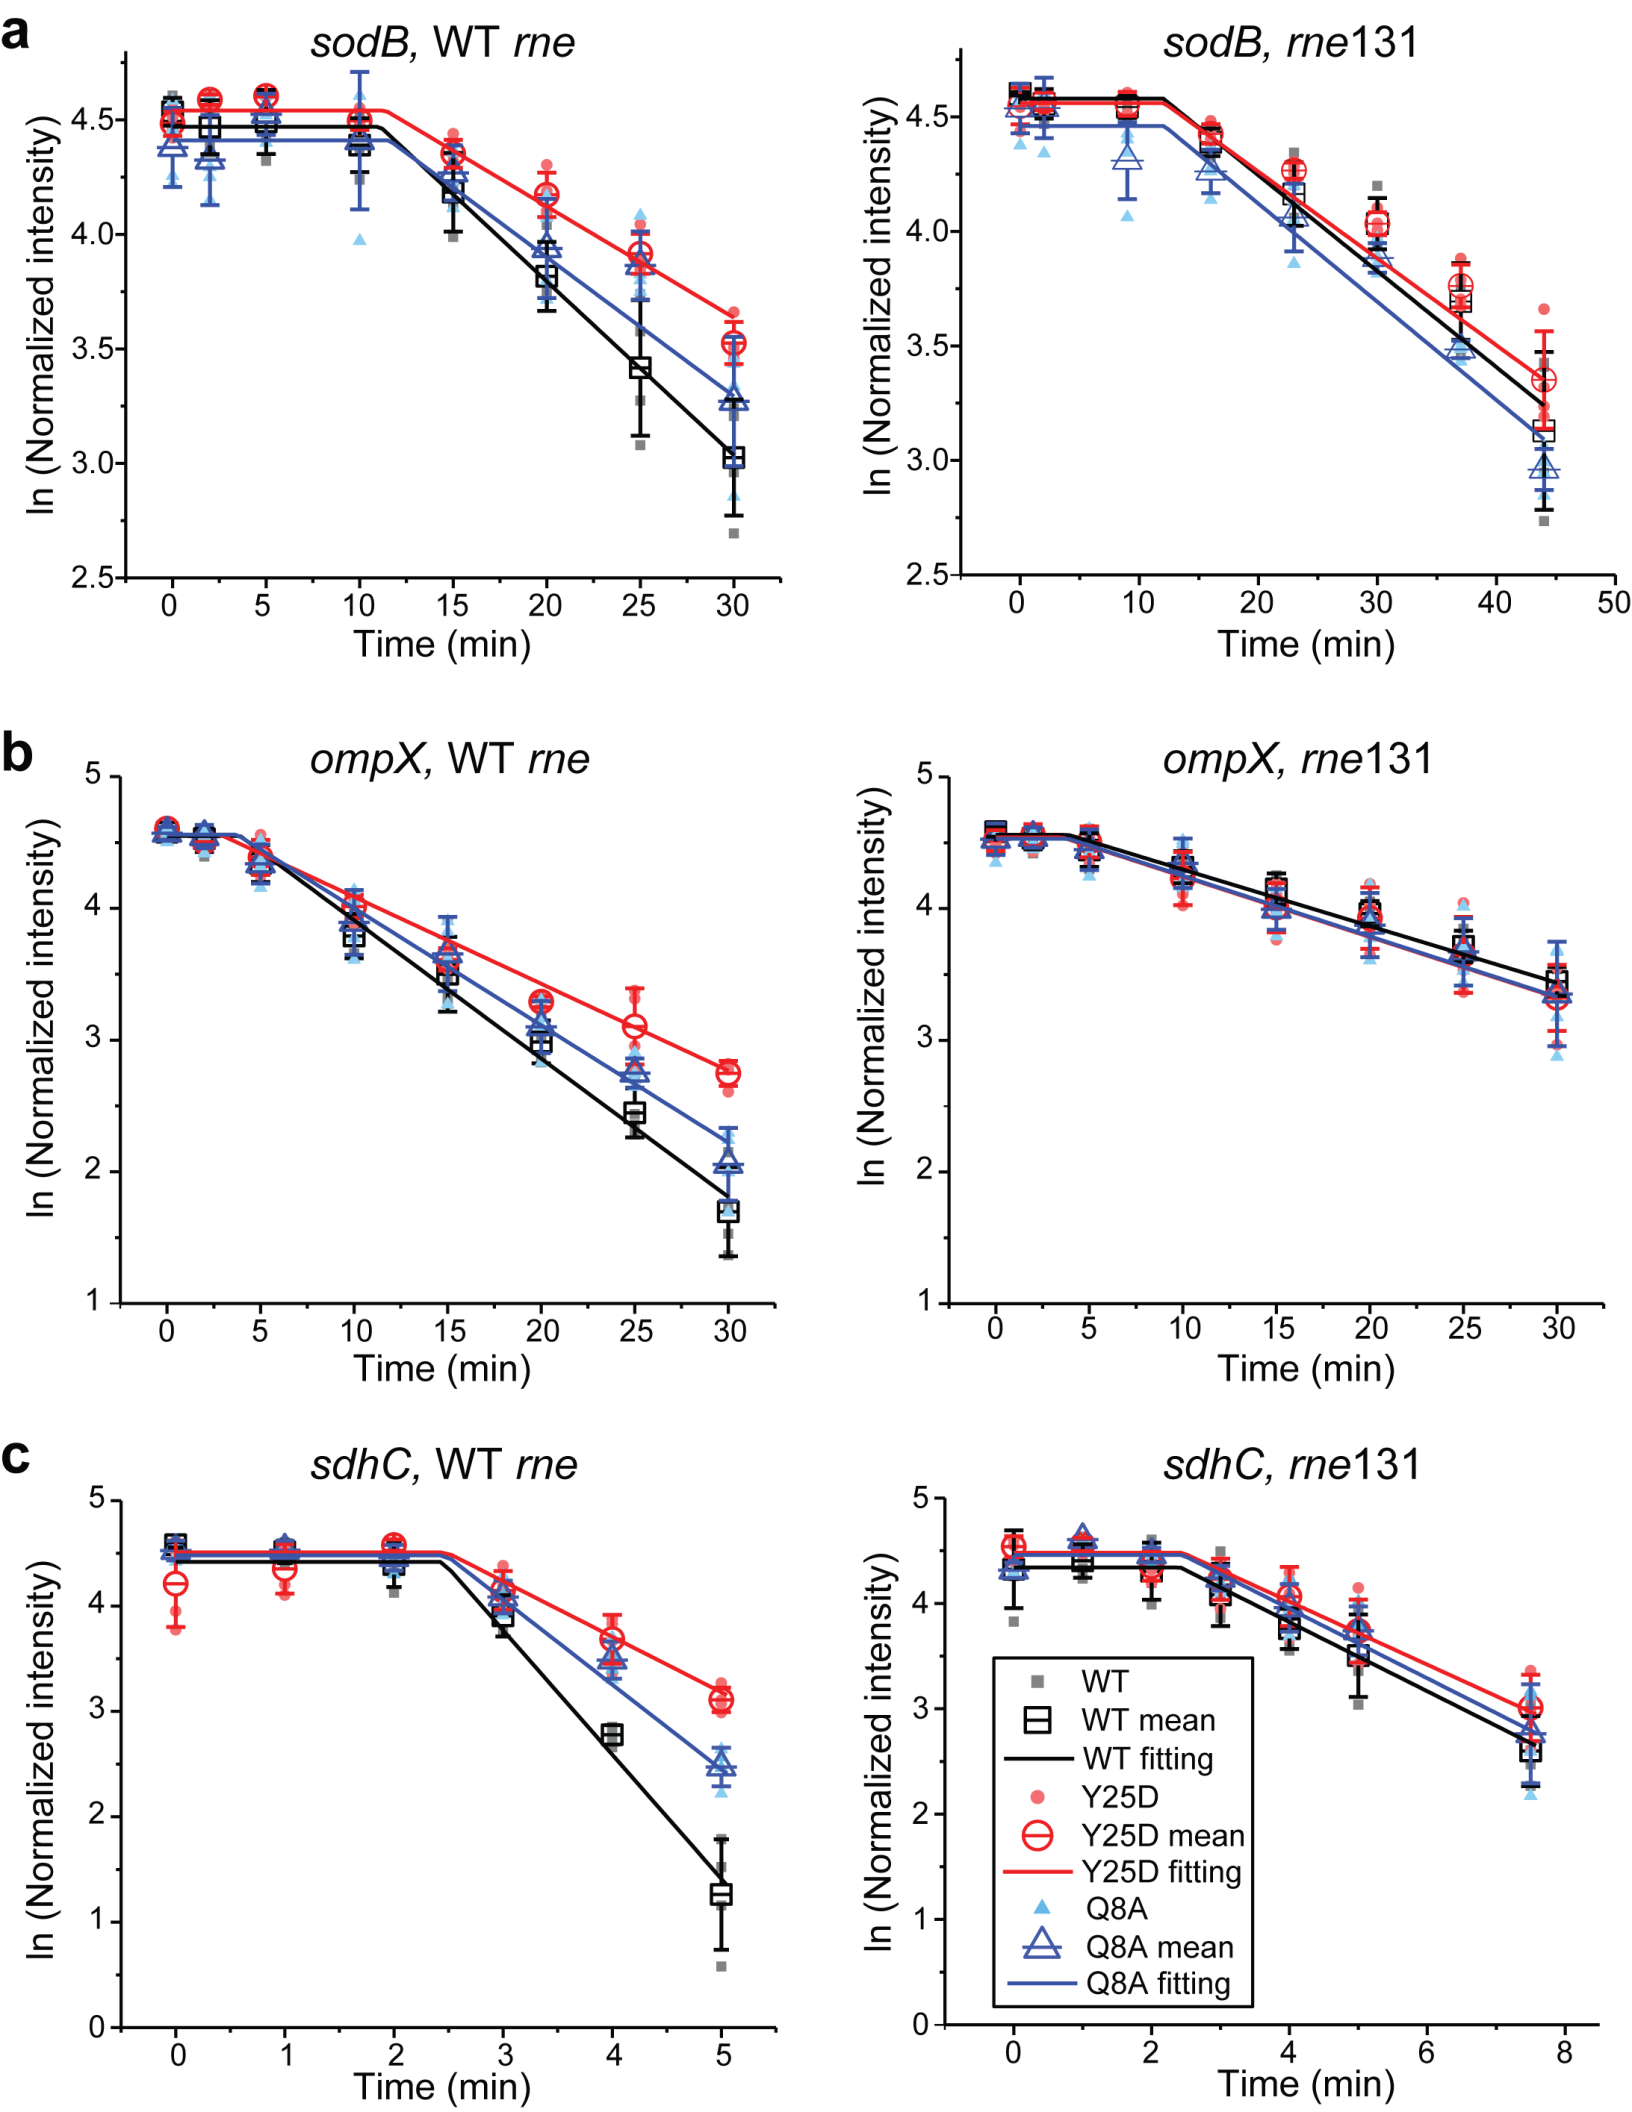 a
sodB, WT rne
sodB, rne131
ln (Normalized intensity)
4.5
4.0
3.5
3.0
2.5
0 5 10 15 20 25 30
Time (min)
ln (Normalized intensity)
4.5
4.0
3.5
3.0
2.5
0 10 20 30 40 50
Time (min)
b
ompX, WT rne
ompX, rne131
ln (Normalized intensity)
5
4
3
2
1
0 5 10 15 20 25 30
Time (min)
ln (Normalized intensity)
5
4
3
2
1
0 5 10 15 20 25 30
Time (min)
c
sdhC, WT rne
sdhC, rne131
ln (Normalized intensity)
5
4
3
2
1
0
0 1 2 3 4 5
Time (min)
ln (Normalized intensity)
5
4
3
2
1
0
0 2 4 6 8
Time (min)
WT
WT mean
WT fitting
Y25D
Y25D mean
Y25D fitting
Q8A
Q8A mean
Q8A fitting